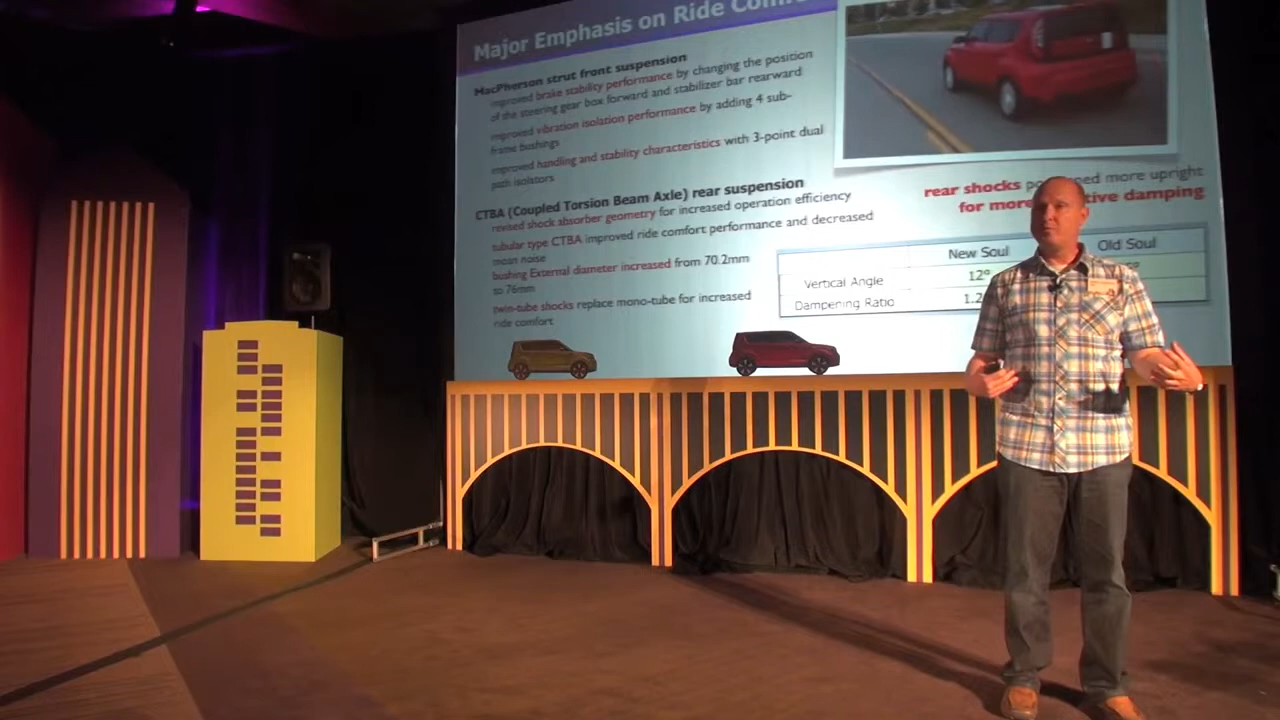 Major Emphasis on Ride
MacPherson strut front suspension
improved brake stability performance by changing the position
of the steering gear box forward and stabilizer bar rearward
improved vibration isolation performance by adding 4 sub-
frame bushings
improved handling and stability characteristics with 3-point dual
path isolators
CTBA (Coupled Torsion Beam Axle) rear suspension
revised shock absorber geometry for increased operation efficiency
tubular type CTBA improved ride comfort performance and decreased
mean noise
bushing External diameter increased from 70.2mm
to 76mm
twin-tube shocks replace mono-tube for increased
ride comfort
rear shocks more upright
for more damping
New Soul Old Soul
Vertical Angle 12°
Dampening Ratio 1.2